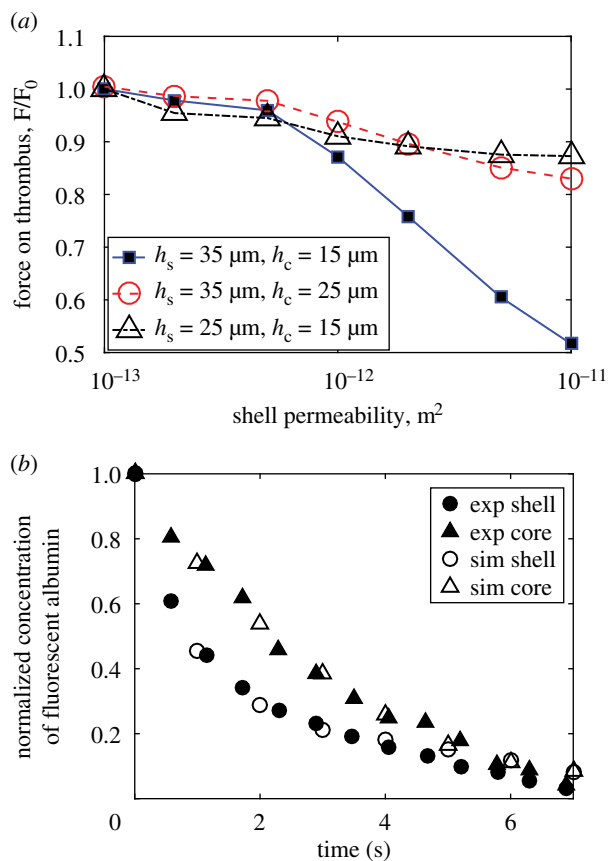 (a)
1.1
1.0
0.9
0.8
0.7
0.6
0.5
force on thrombus, F/F₀
hₛ = 35 µm, h_c = 15 µm
hₛ = 35 µm, h_c = 25 µm
hₛ = 25 µm, h_c = 15 µm
10⁻¹³ 10⁻¹² 10⁻¹¹
shell permeability, m²
(b)
1.0
0.8
0.6
0.4
0.2
normalized concentration
of fluorescent albumin
exp shell
exp core
sim shell
sim core
0 2 4 6
time (s)